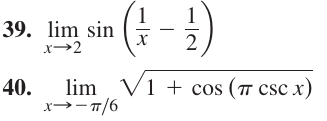 39. lim x→2 sin (1/x − 1/2)
40. lim x→−π/6 √(1 + cos (π csc x))